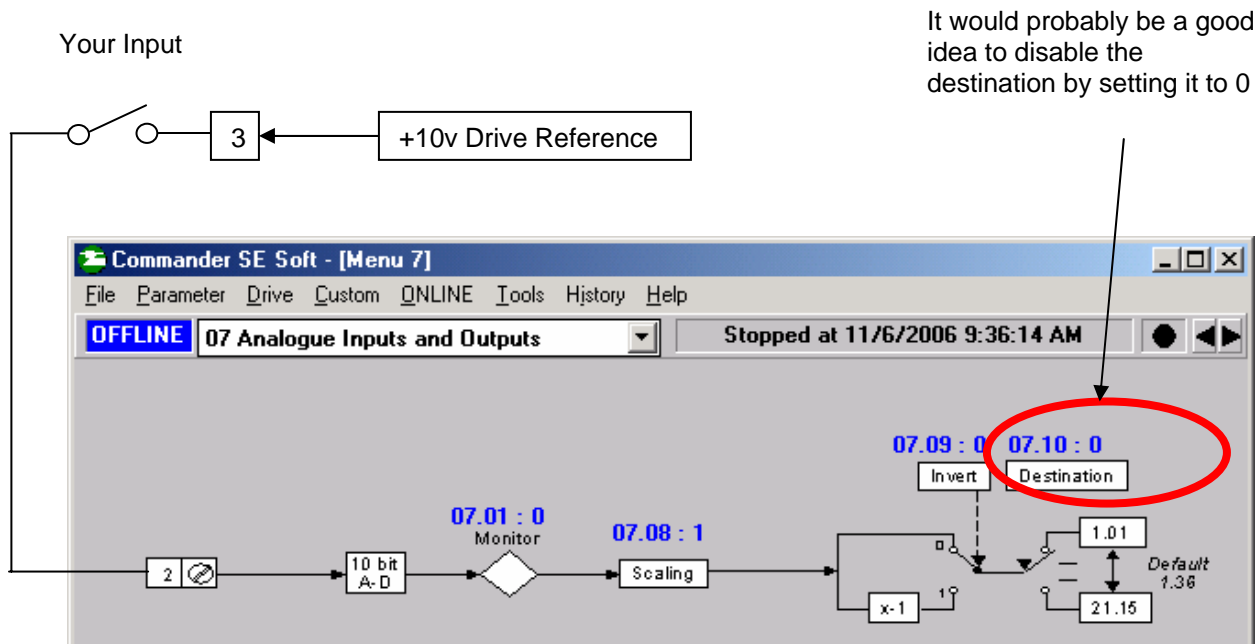 It would probably be a good
idea to disable the
destination by setting it to 0
Your Input
3
+10v Drive Reference
Commander SE Soft - [Menu 7]
File Parameter Drive Custom ONLINE Tools History Help
OFFLINE 07 Analogue Inputs and Outputs Stopped at 11/6/2006 9:36:14 AM
07.09 : 0 07.10 : 0
Invert Destination
07.01 : 0
Monitor
07.08 : 1
2
10 bit
A-D
Scaling
0
1.01
Default
1.36
x-1
1
21.15